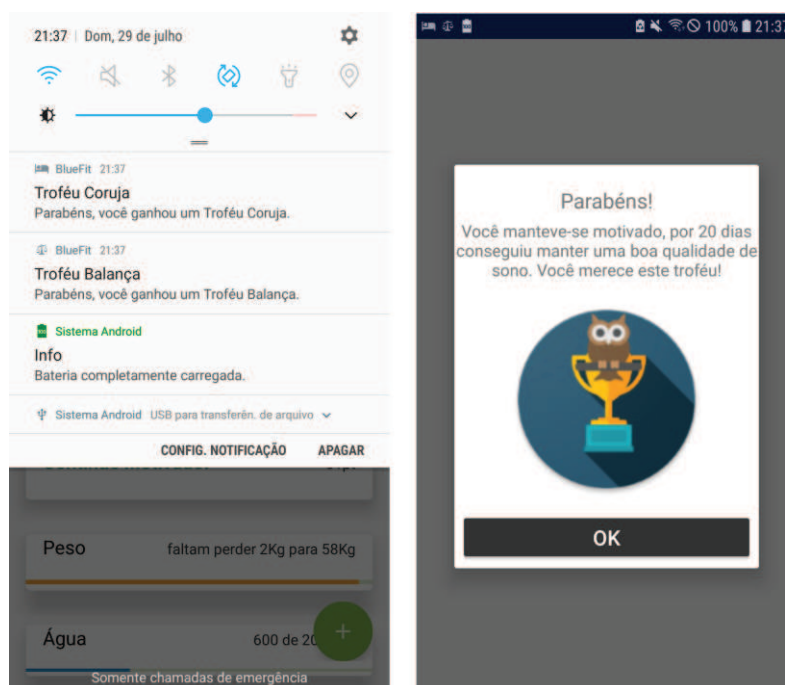 21:37 | Dom, 29 de julho
BlueFit 21:37
Troféu Coruja
Parabéns, você ganhou um Troféu Coruja.
BlueFit 21:37
Troféu Balança
Parabéns, você ganhou um Troféu Balança.
Sistema Android
Info
Bateria completamente carregada.
Sistema Android USB para transferên. de arquivo
CONFIG. NOTIFICAÇÃO APAGAR
Peso faltam perder 2Kg para 58Kg
Água 600 de 20
+
Somente chamadas de emergência
100% 21:37
Parabéns!
Você manteve-se motivado, por 20 dias
conseguiu manter uma boa qualidade de
sono. Você merece este troféu!
OK